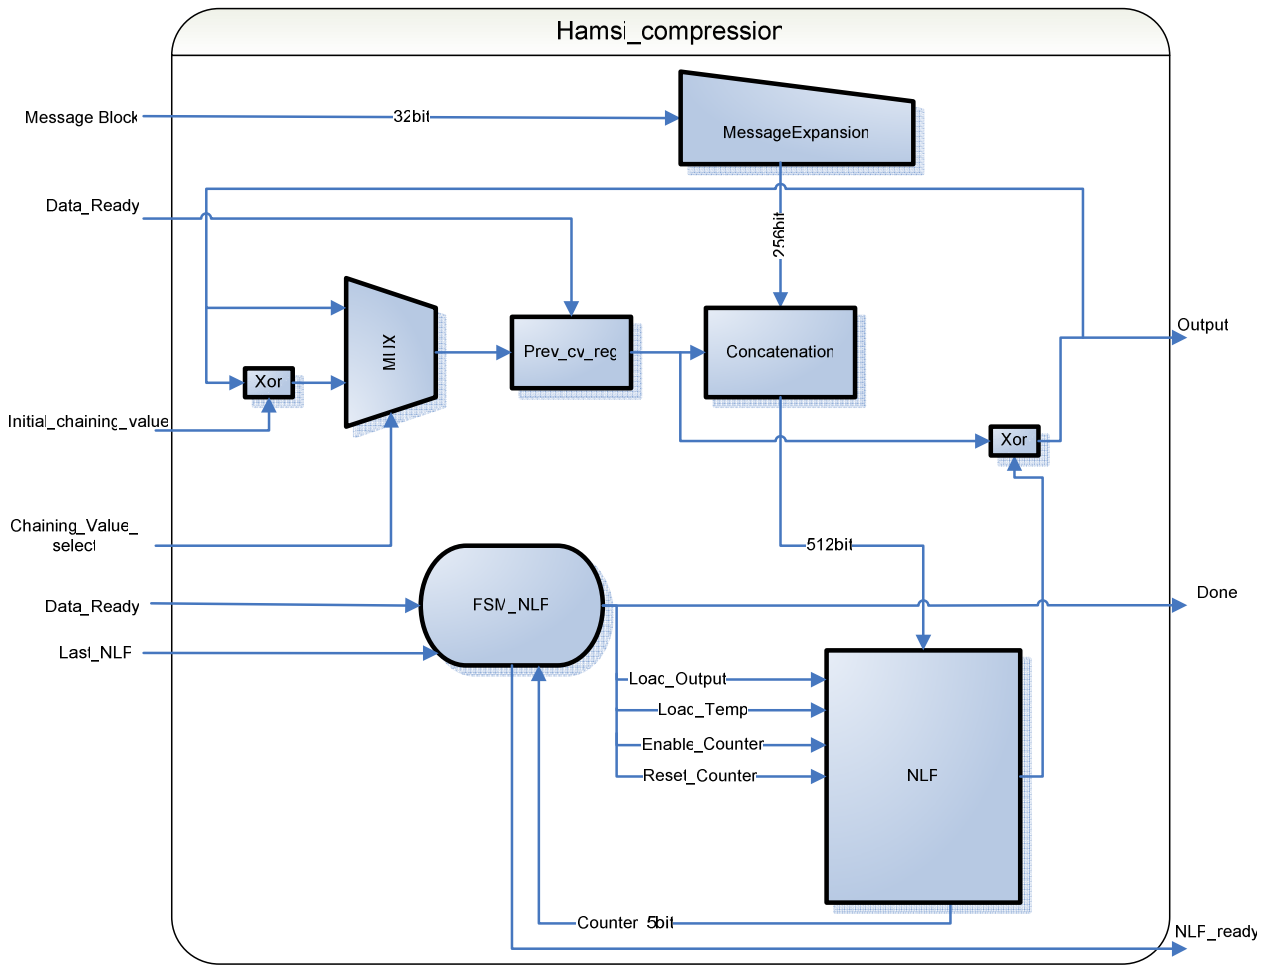 Hamsi_compression
Message Block
32bit
MessageExpansion
Data_Ready
256bit
MUX
Prev_cv_reg
Concatenation
Output
Xor
Initial_chaining_value
Xor
Chaining_Value_
select
512bit
Data_Ready
FSM_NLF
Done
Last_NLF
Load_Output
Load_Temp
Enable_Counter
Reset_Counter
NLF
Counter 5bit
NLF_ready